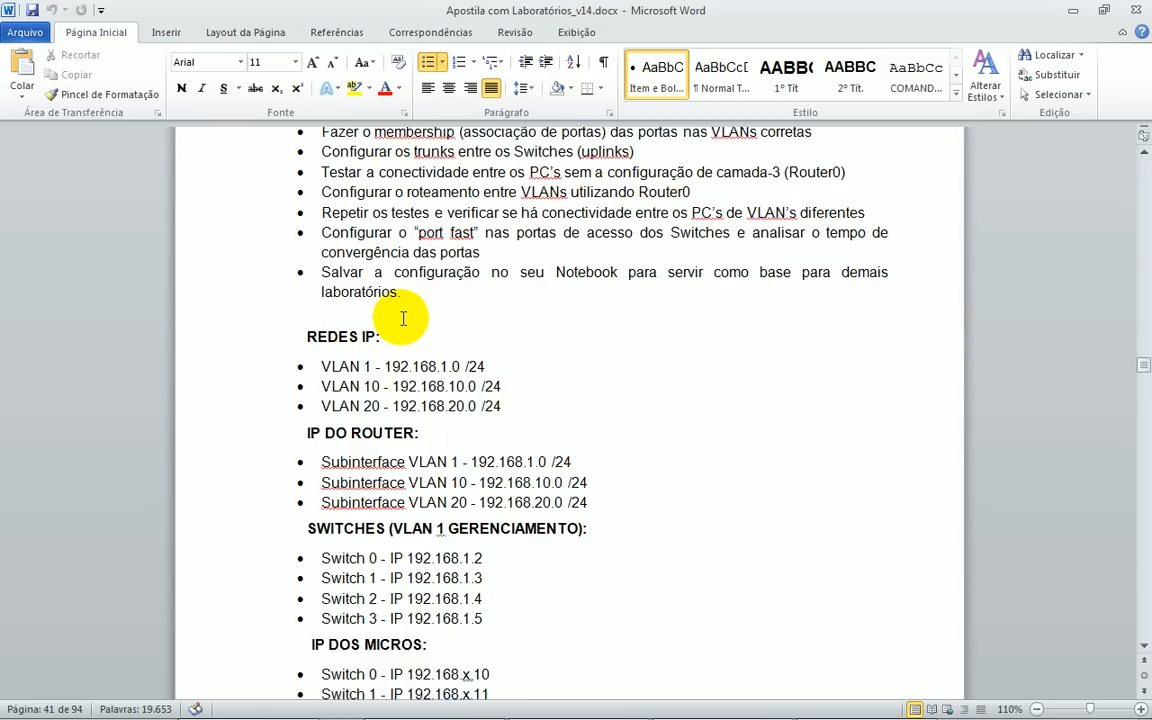 Apostila com Laboratórios_v14.docx - Microsoft Word
Arquivo Página Inicial Inserir Layout da Página Referências Correspondências Revisão Exibição
Colar
Recortar
Copiar
Pincel de Formatação
Área de Transferência
Arial 11
N I S abc x₂ x² A A
Fonte
Parágrafo
AaBbC AaBbCcD AABBC AABBC AaBbCc
Item e Bol... ¶ Normal T... 1º Tít 2º. Tít. COMAND...
Estilo
Alterar
Estilos
Localizar
Substituir
Selecionar
Edição
• Fazer o membership (associação de portas) das portas nas VLANs corretas
• Configurar os trunks entre os Switches (uplinks)
• Testar a conectividade entre os PC's sem a configuração de camada-3 (Router0)
• Configurar o roteamento entre VLANs utilizando Router0
• Repetir os testes e verificar se há conectividade entre os PC's de VLAN's diferentes
• Configurar o “port fast” nas portas de acesso dos Switches e analisar o tempo de
convergência das portas
• Salvar a configuração no seu Notebook para servir como base para demais
laboratórios.
REDES IP:
• VLAN 1 - 192.168.1.0 /24
• VLAN 10 - 192.168.10.0 /24
• VLAN 20 - 192.168.20.0 /24
IP DO ROUTER:
• Subinterface VLAN 1 - 192.168.1.0 /24
• Subinterface VLAN 10 - 192.168.10.0 /24
• Subinterface VLAN 20 - 192.168.20.0 /24
SWITCHES (VLAN 1 GERENCIAMENTO):
• Switch 0 - IP 192.168.1.2
• Switch 1 - IP 192.168.1.3
• Switch 2 - IP 192.168.1.4
• Switch 3 - IP 192.168.1.5
IP DOS MICROS:
• Switch 0 - IP 192.168.x.10
• Switch 1 - IP 192.168.x.11
Página: 41 de 94 Palavras: 19.653 110%